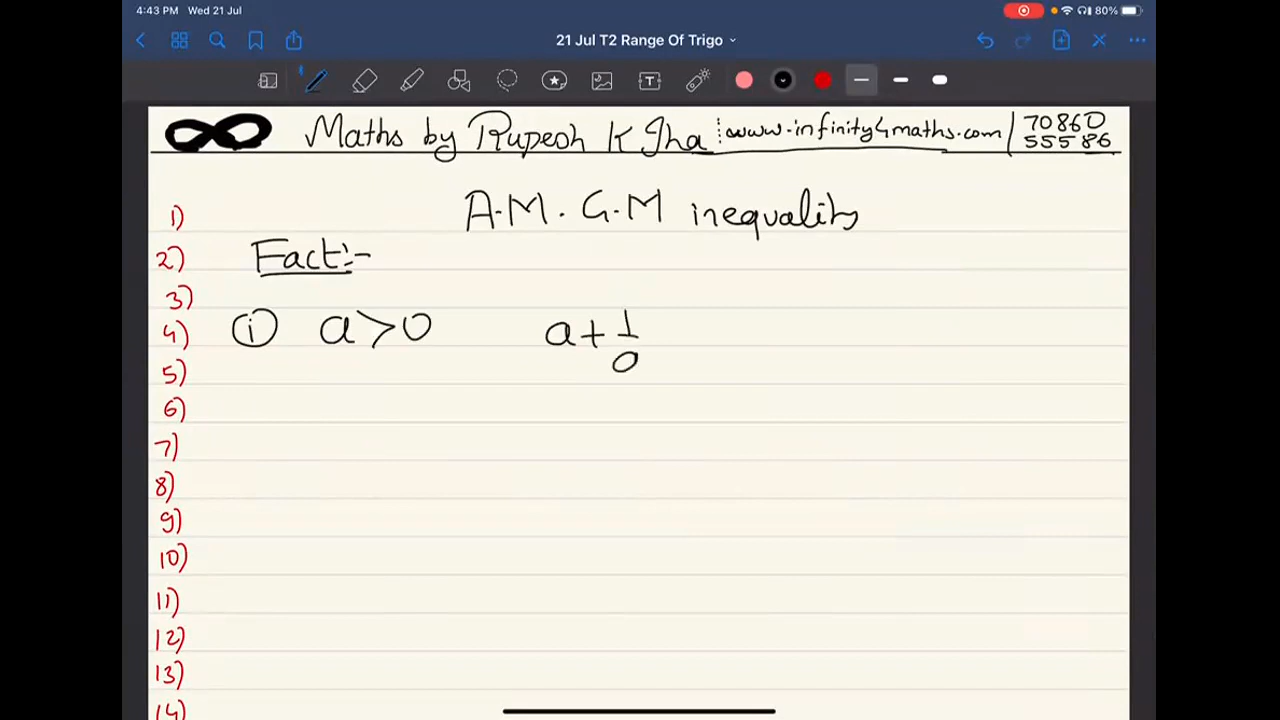 4:43 PM Wed 21 Jul
80%
21 Jul T2 Range Of Trigo
Maths by Rupesh K Jha www.infinity4maths.com / 70860 55586
1) A.M. G.M inequality
2) Fact:-
3)
4) (i) a>0 a+1/0
5)
6)
7)
8)
9)
10)
11)
12)
13)
14)